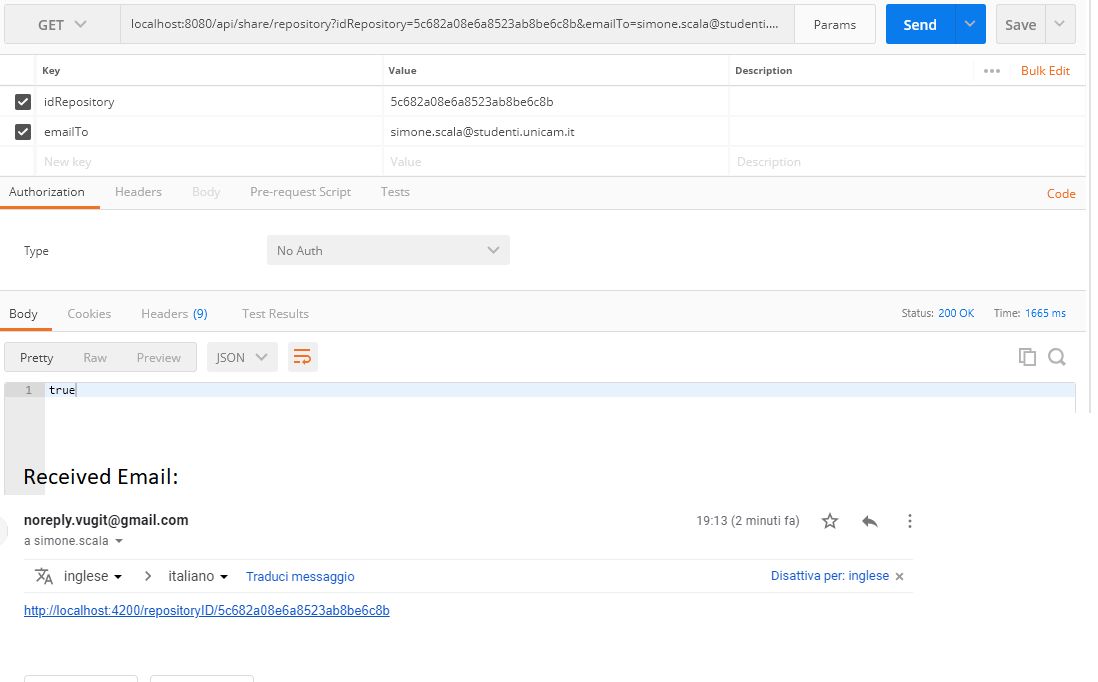 GET localhost:8080/api/share/repository?idRepository=5c682a08e6a8523ab8be6c8b&emailTo=simone.scala@studenti.... Params Send Save
Key Value Description ••• Bulk Edit
idRepository 5c682a08e6a8523ab8be6c8b
emailTo simone.scala@studenti.unicam.it
New key Value Description
Authorization Headers Body Pre-request Script Tests Code
Type No Auth
Body Cookies Headers (9) Test Results Status: 200 OK Time: 1665 ms
Pretty Raw Preview JSON
1 true
Received Email:
noreply.vugit@gmail.com 19:13 (2 minuti fa)
a simone.scala
inglese > italiano Traduci messaggio Disattiva per: inglese ×
http://localhost:4200/repositoryID/5c682a08e6a8523ab8be6c8b